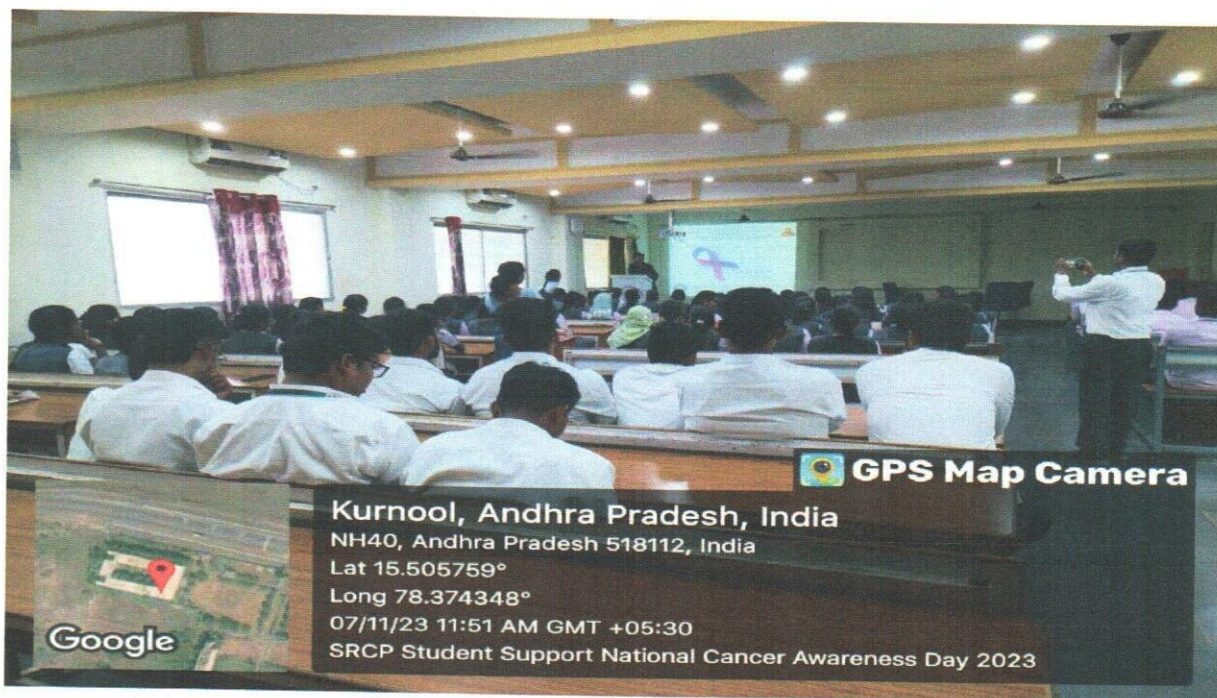 GPS Map Camera
Kurnool, Andhra Pradesh, India
NH40, Andhra Pradesh 518112, India
Lat 15.505759°
Long 78.374348°
07/11/23 11:51 AM GMT +05:30
SRCP Student Support National Cancer Awareness Day 2023
Google